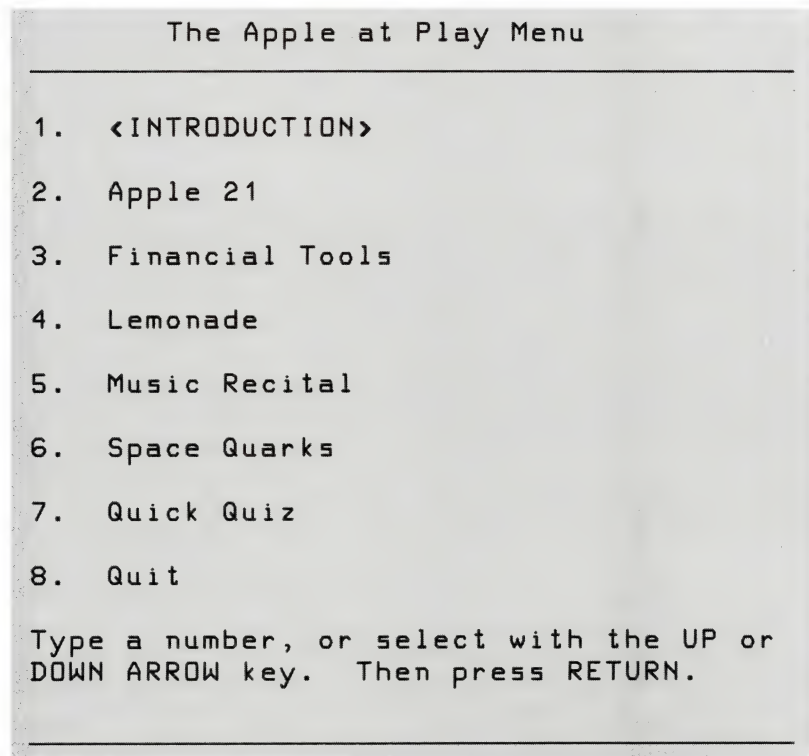 The Apple at Play Menu
1. <INTRODUCTION>
2. Apple 21
3. Financial Tools
4. Lemonade
5. Music Recital
6. Space Quarks
7. Quick Quiz
8. Quit
Type a number, or select with the UP or
DOWN ARROW key. Then press RETURN.